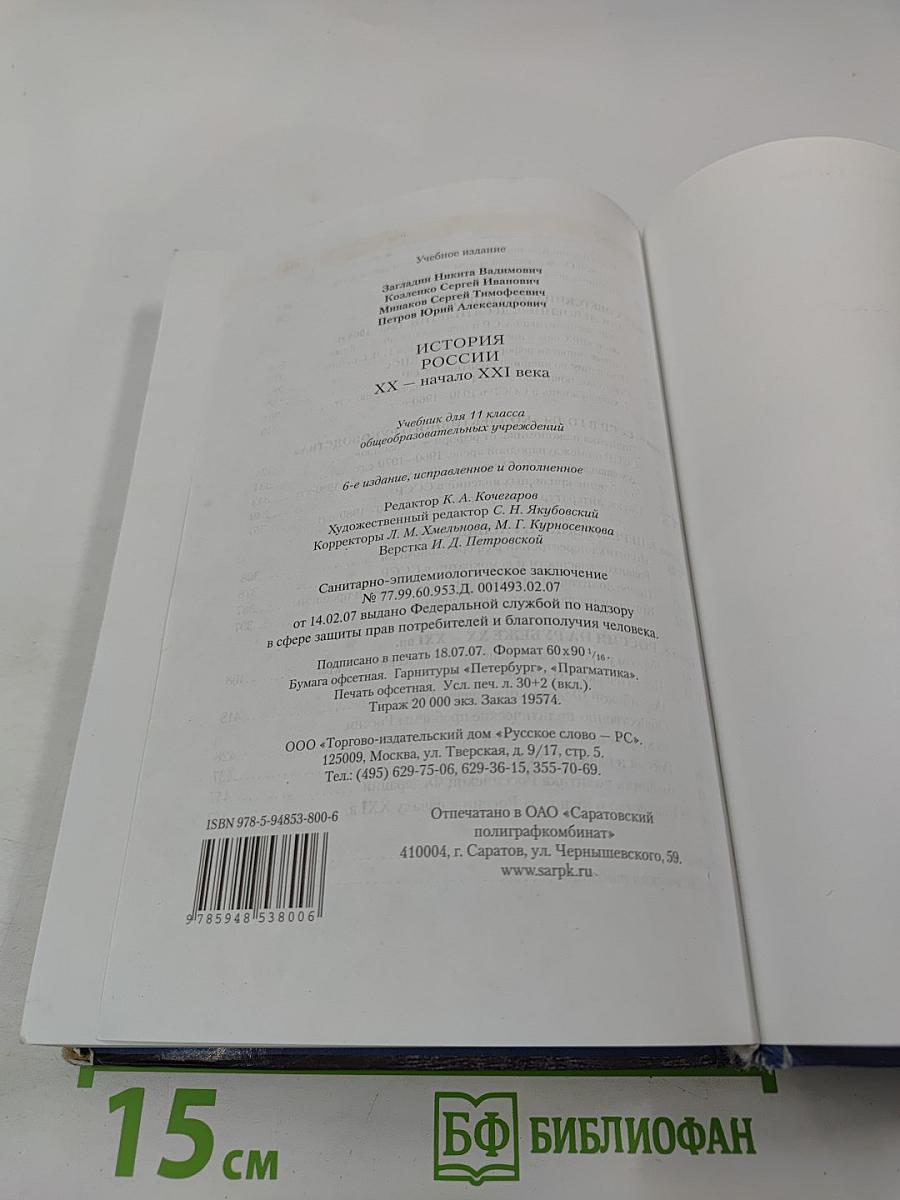 Учебное издание
Загладин Никита Вадимович
Козленко Сергей Иванович
Минаков Сергей Тимофеевич
Петров Юрий Александрович
ИСТОРИЯ
РОССИИ
XX — начало XXI века
Учебник для 11 класса
общеобразовательных учреждений
6-е издание, исправленное и дополненное
Редактор К. А. Кочегаров
Художественный редактор С. Н. Якубовский
Корректоры Л. М. Хмельнова, М. Г. Курносенкова
Верстка И. Д. Петровской
Санитарно-эпидемиологическое заключение
№ 77.99.60.953.Д. 001493.02.07
от 14.02.07 выдано Федеральной службой по надзору
в сфере защиты прав потребителей и благополучия человека.
Подписано в печать 18.07.07. Формат 60х90 1/16.
Бумага офсетная. Гарнитуры «Петербург», «Прагматика».
Печать офсетная. Усл. печ. л. 30+2 (вкл.).
Тираж 20 000 экз. Заказ 19574.
ООО «Торгово-издательский дом «Русское слово — РС».
125009, Москва, ул. Тверская, д. 9/17, стр. 5.
Тел.: (495) 629-75-06, 629-36-15, 355-70-69.
ISBN 978-5-94853-800-6
9 785948 538006
Отпечатано в ОАО «Саратовский
полиграфкомбинат»
410004, г. Саратов, ул. Чернышевского, 59.
www.sarpk.ru
15 см
БФ БИБЛИОФАН